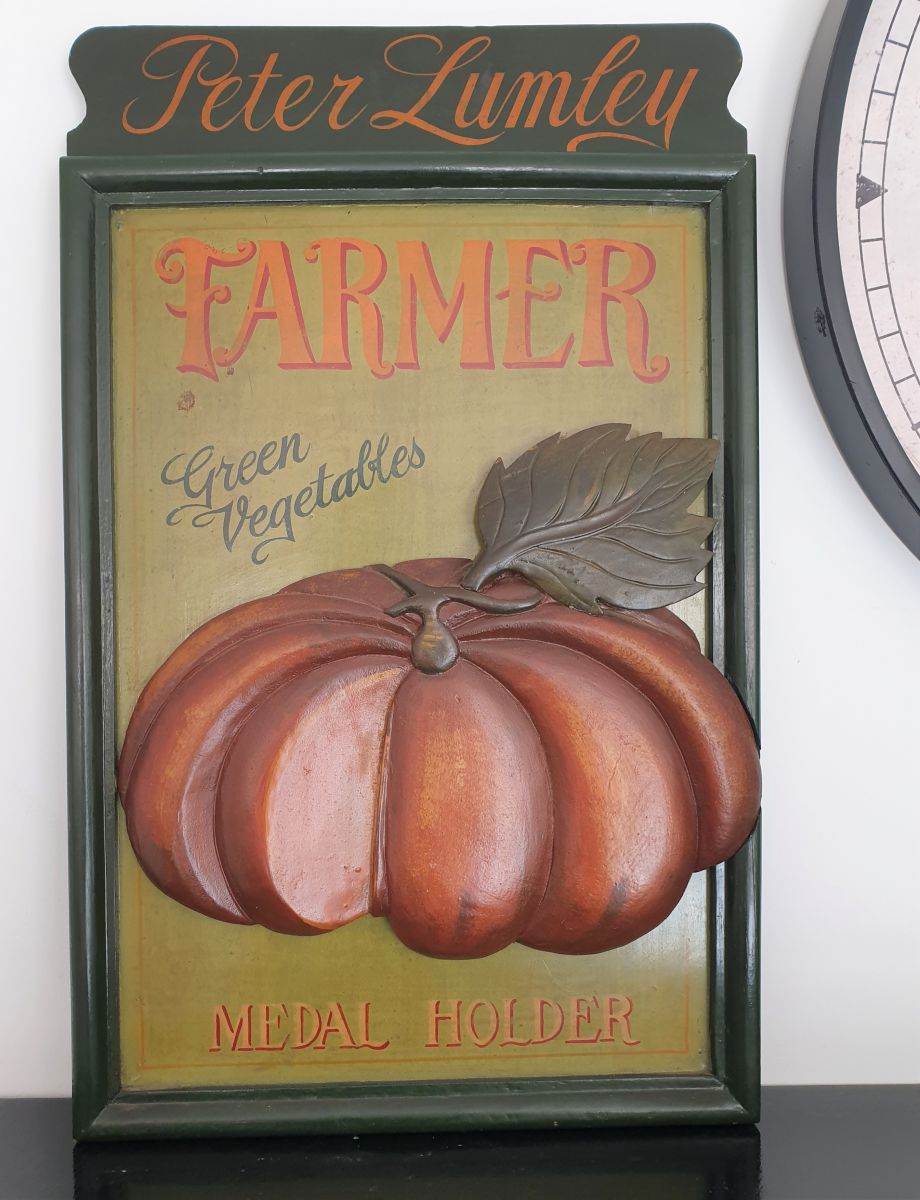 Peter Lumley
FARMER
Green
Vegetables
MEDAL HOLDER